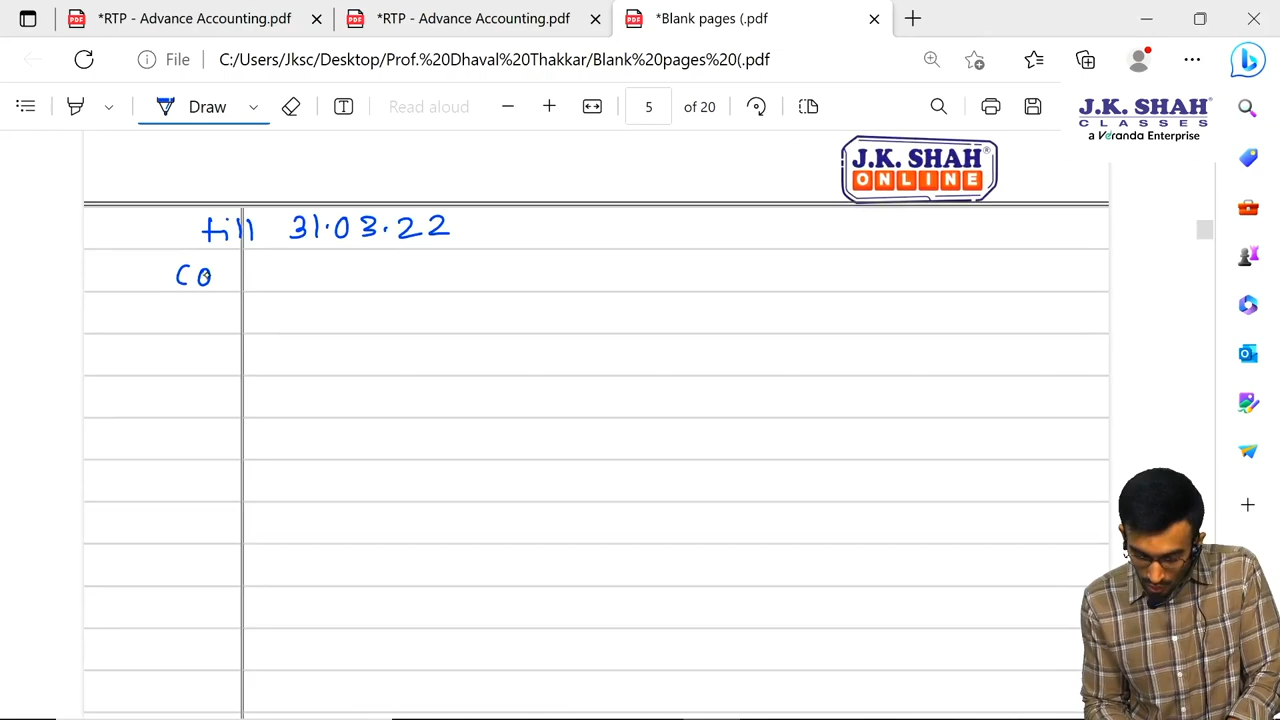 *RTP - Advance Accounting.pdf
*RTP - Advance Accounting.pdf
*Blank pages (.pdf
File
C:/Users/Jksc/Desktop/Prof.%20Dhaval%20Thakkar/Blank%20pages%20(.pdf
Draw
Read aloud
5 of 20
J.K. SHAH®
CLASSES
a Veranda Enterprise
J.K. SHAH®
ONLINE
till 31.03.22
CO